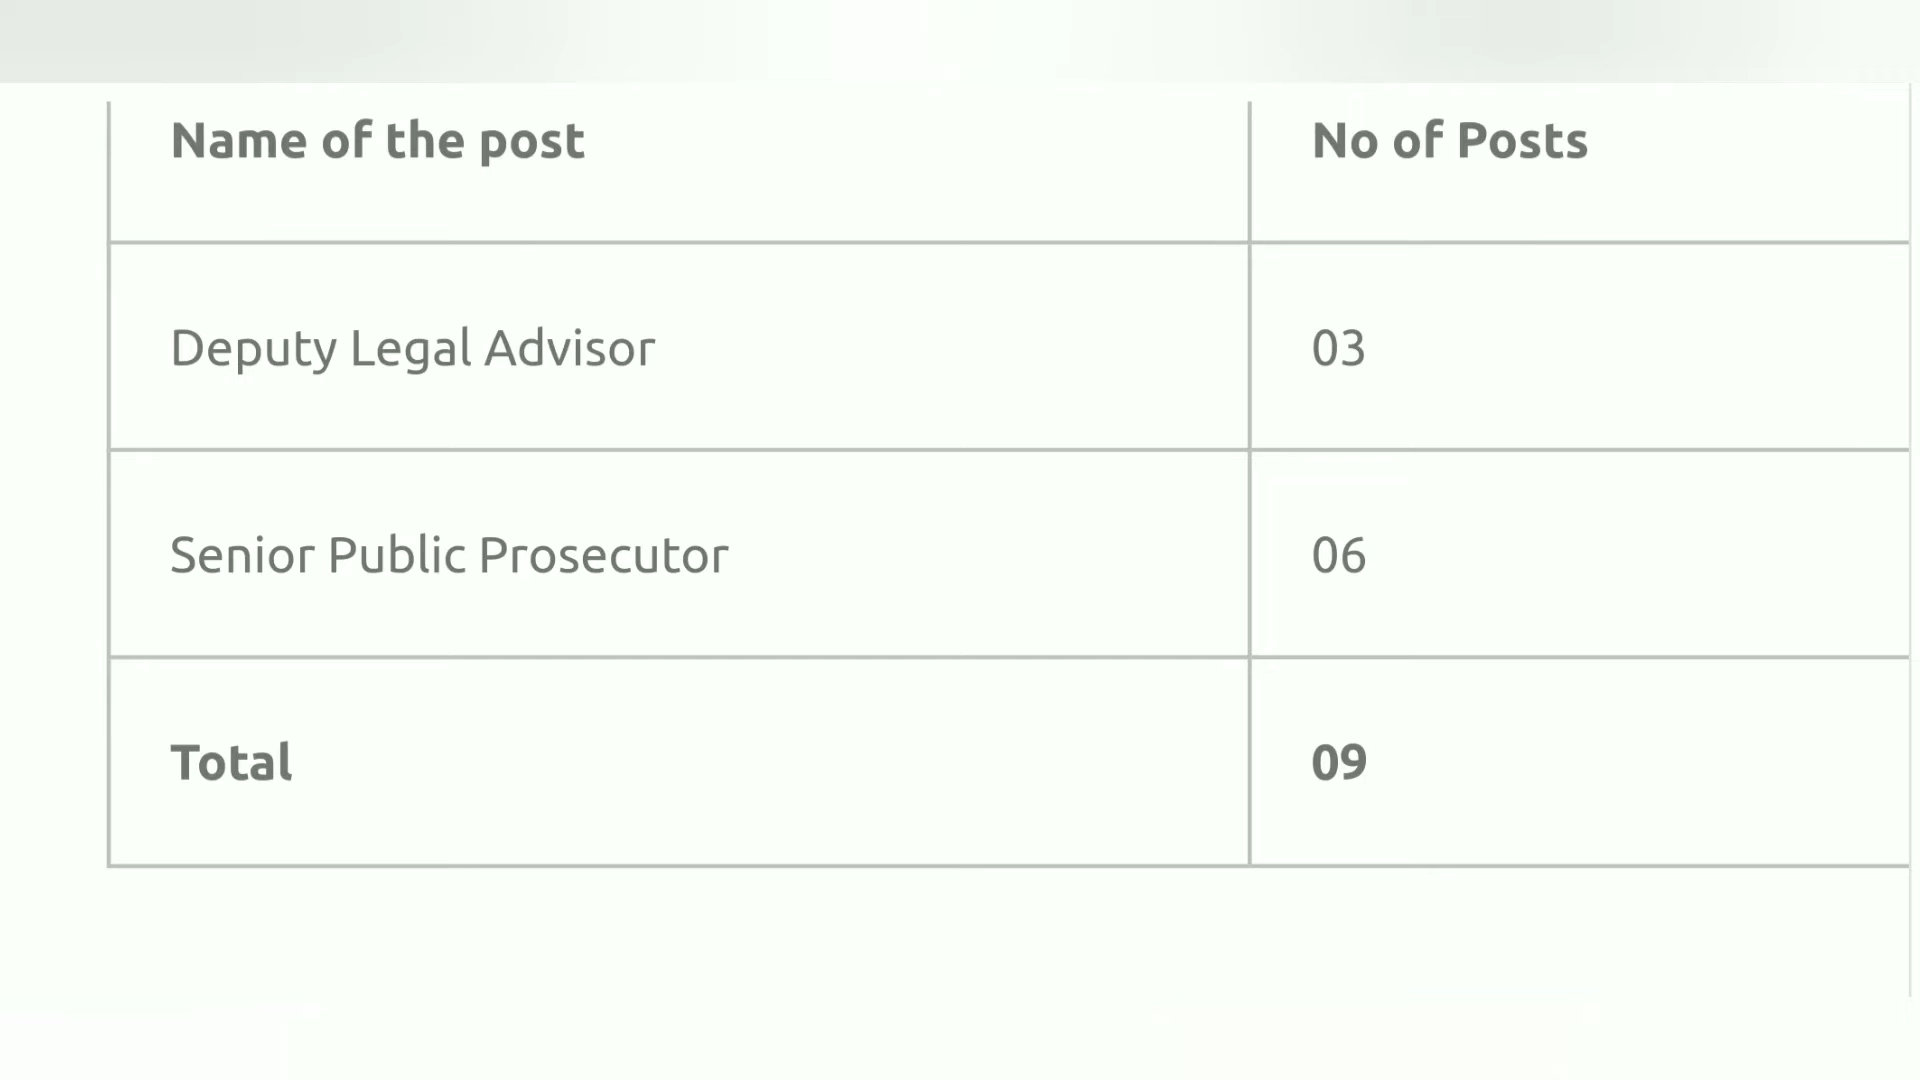 Name of the post No of Posts
Deputy Legal Advisor 03
Senior Public Prosecutor 06
Total 09